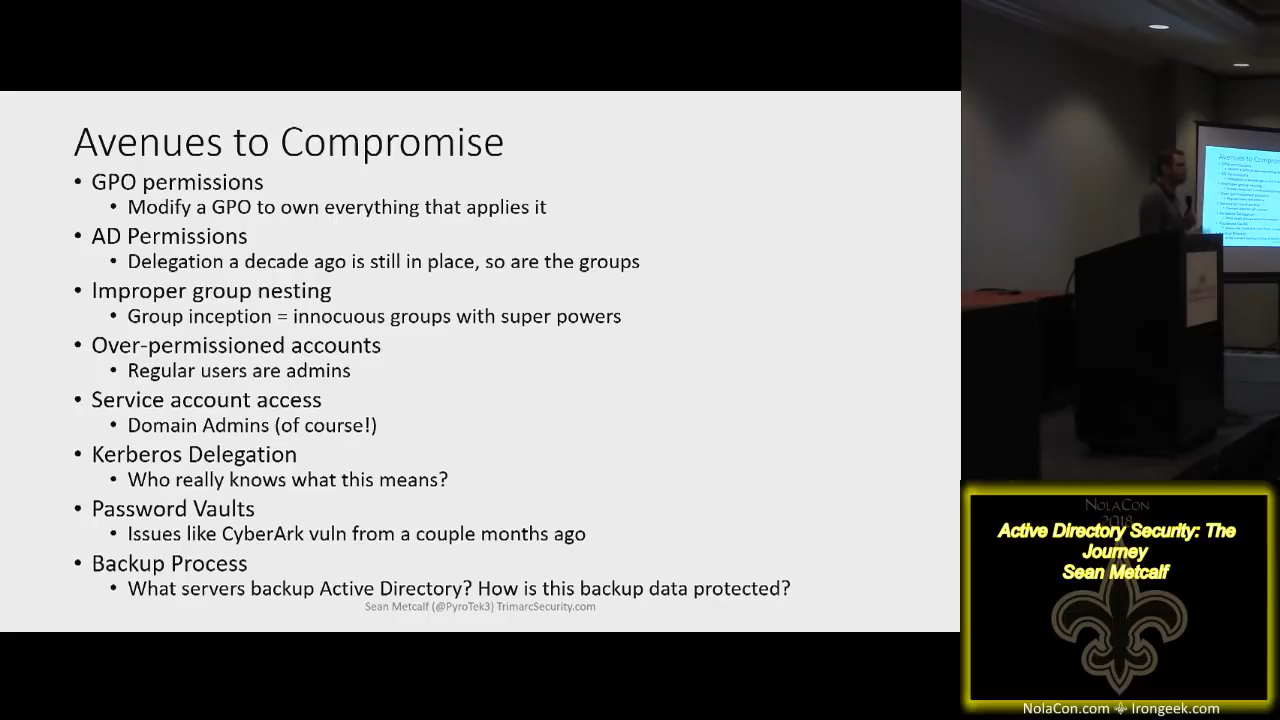 Avenues to Compromise
• GPO permissions
• Modify a GPO to own everything that applies it
• AD Permissions
• Delegation a decade ago is still in place, so are the groups
• Improper group nesting
• Group inception = innocuous groups with super powers
• Over-permissioned accounts
• Regular users are admins
• Service account access
• Domain Admins (of course!)
• Kerberos Delegation
• Who really knows what this means?
• Password Vaults
• Issues like CyberArk vuln from a couple months ago
• Backup Process
• What servers backup Active Directory? How is this backup data protected?
Sean Metcalf (@PyroTek3) TrimarcSecurity.com
Avenues to Compro
NolaCon
2018
Active Directory Security: The
Journey
Sean Metcalf
NolaCon.com ⚜ Irongeek.com